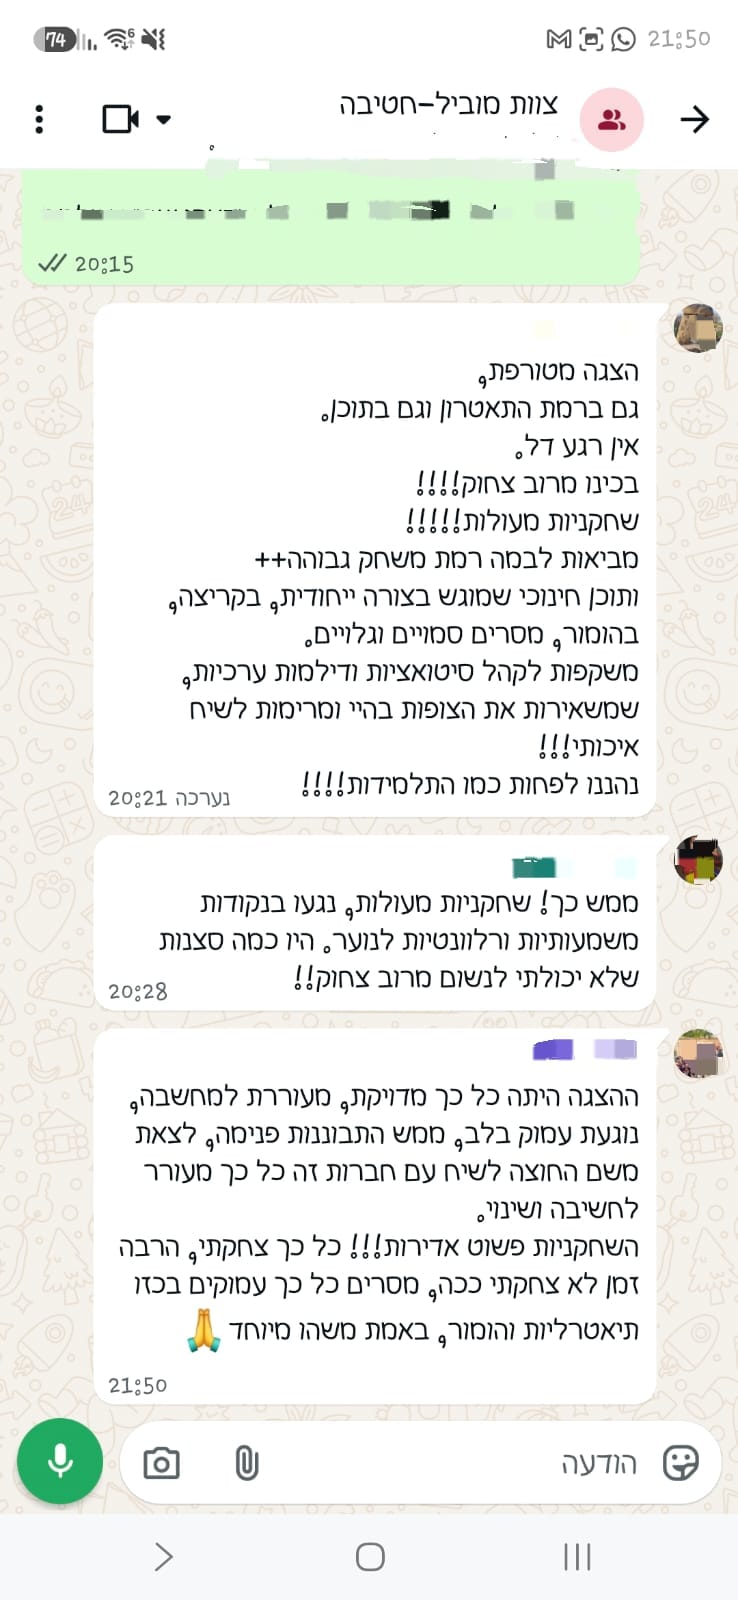 74
21:50
צוות מוביל-חטיבה
20:15
הצגה מטורפת,
גם ברמת התאטרון וגם בתוכן.
אין רגע דל.
בכינו מרוב צחוק!!!!
שחקניות מעולות!!!!!
מביאות לבמה רמת משחק גבוהה++
ותוכן חינוכי שמוגש בצורה ייחודית, בקריצה,
בהומור, מסרים סמויים וגלויים.
משקפות לקהל סיטואציות ודילמות ערכיות,
שמשאירות את הצופות בהיי ומרימות לשיח
איכותי!!!
נהננו לפחות כמו התלמידות!!!!
נערכה 20:21
ממש כך! שחקניות מעולות, נגעו בנקודות
משמעותיות ורלוונטיות לנוער. היו כמה סצנות
שלא יכולתי לנשום מרוב צחוק!!
20:28
ההצגה היתה כל כך מדויקת, מעוררת למחשבה,
נוגעת עמוק בלב, ממש התבוננות פנימה, לצאת
משם החוצה לשיח עם חברות זה כל כך מעורר
לחשיבה ושינוי.
השחקניות פשוט אדירות!!! כל כך צחקתי, הרבה
זמן לא צחקתי ככה, מסרים כל כך עמוקים בכזו
תיאטרליות והומור, באמת משהו מיוחד 🙏
21:50
הודעה